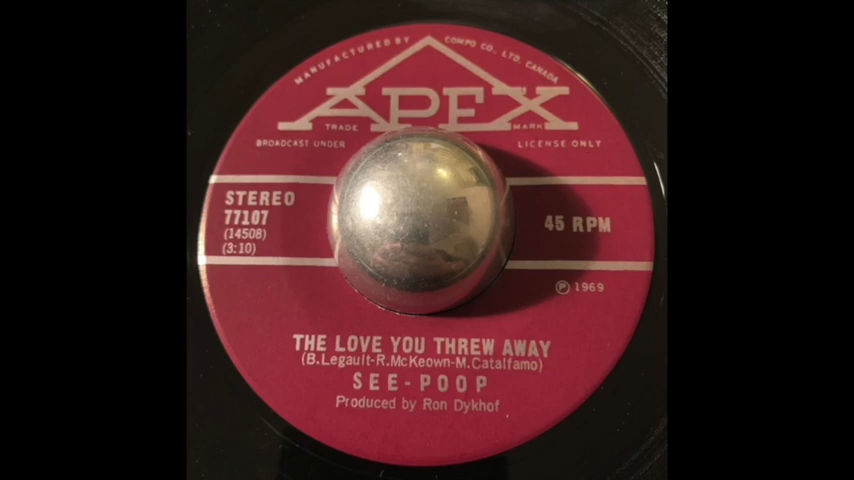 MANUFACTURED BY COMPO CO., LTD. CANADA
APEX
TRADE MARK
BROADCAST UNDER LICENSE ONLY
STEREO
77107
(14508)
(3:10)
45 RPM
℗ 1969
THE LOVE YOU THREW AWAY
(B.Legault-R.McKeown-M.Catalfamo)
SEE-POOP
Produced by Ron Dykhof